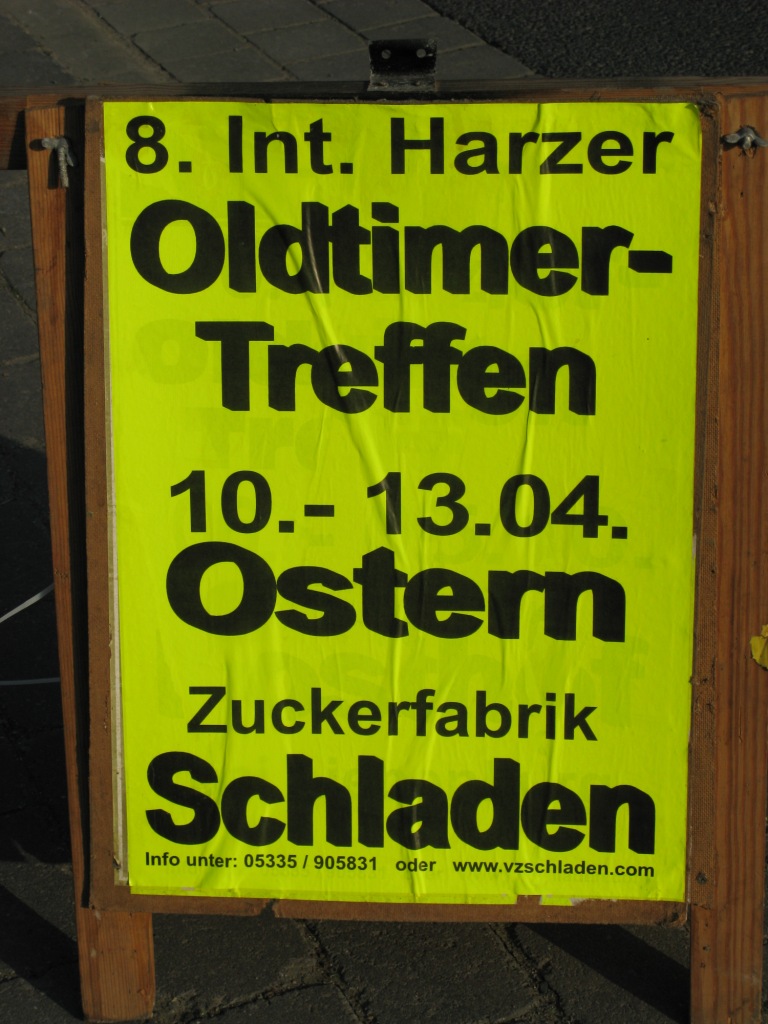 8. Int. Harzer
Oldtimer-
Treffen
10.- 13.04.
Ostern
Zuckerfabrik
Schladen
Info unter: 05335 / 905831 oder www.vzschladen.com